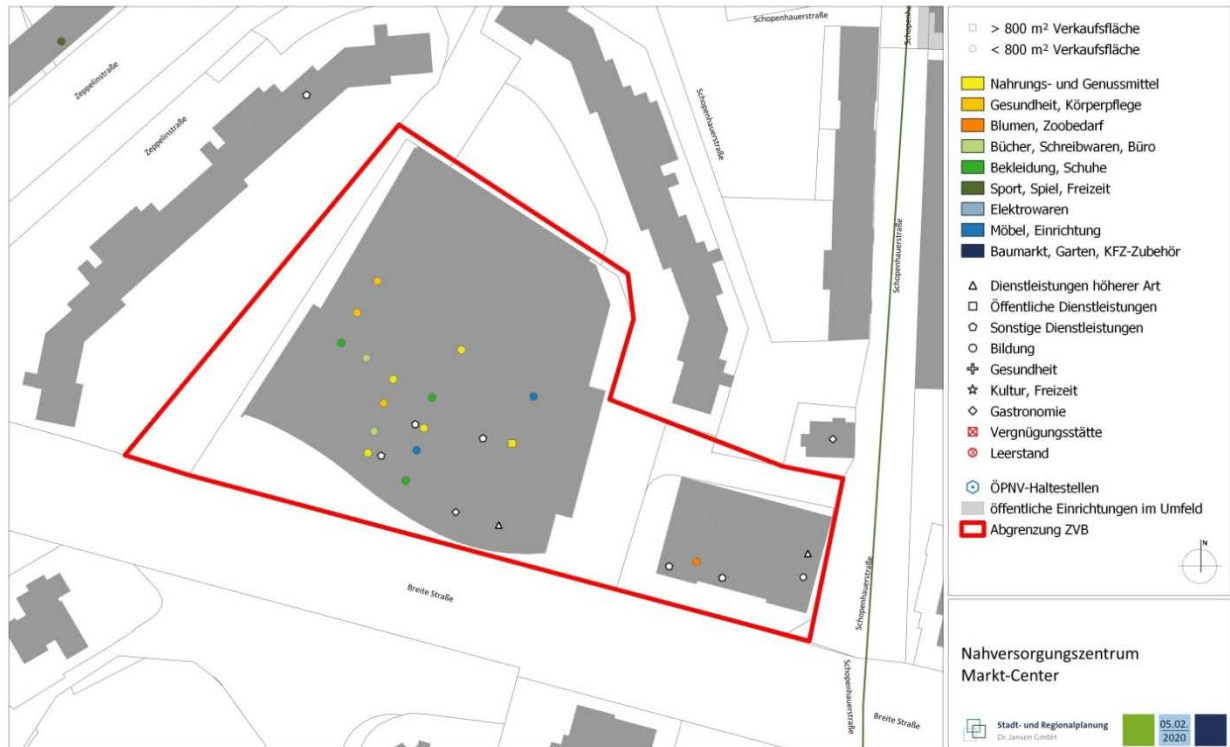 Schopenhauerstraße
Schopenhauerstraße
Zeppelinstraße
Zeppelinstraße
Schopenhauerstraße
Schopenhauerstraße
Schopenhauerstraße
Schopenhauerstraße
Breite Straße
Breite Straße
> 800 m² Verkaufsfläche
< 800 m² Verkaufsfläche
Nahrungs- und Genussmittel
Gesundheit, Körperpflege
Blumen, Zoobedarf
Bücher, Schreibwaren, Büro
Bekleidung, Schuhe
Sport, Spiel, Freizeit
Elektrowaren
Möbel, Einrichtung
Baumarkt, Garten, KFZ-Zubehör
Dienstleistungen höherer Art
Öffentliche Dienstleistungen
Sonstige Dienstleistungen
Bildung
Gesundheit
Kultur, Freizeit
Gastronomie
Vergnügungsstätte
Leerstand
ÖPNV-Haltestellen
öffentliche Einrichtungen im Umfeld
Abgrenzung ZVB
N
Nahversorgungszentrum
Markt-Center
Stadt- und Regionalplanung
Dr. Jansen GmbH
05.02.
2020